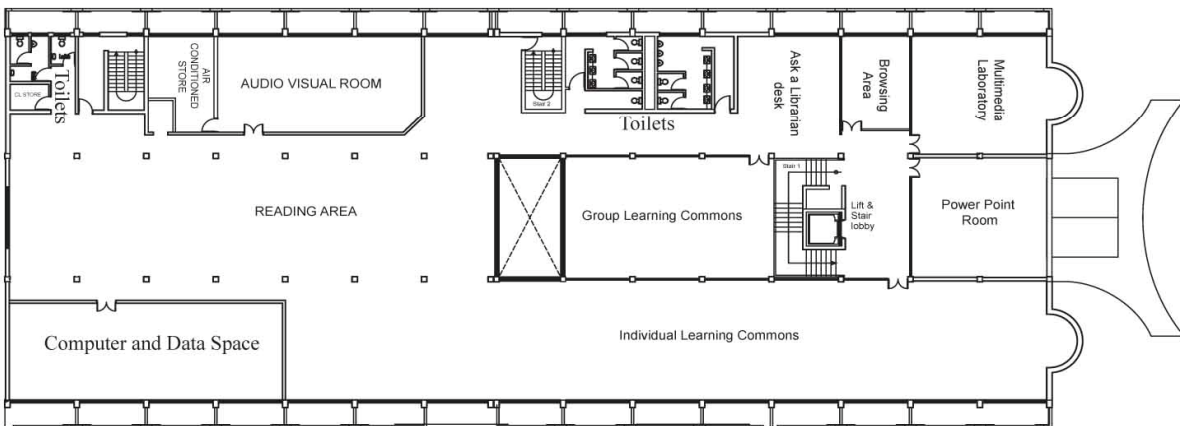 Toilets
CL STORE
AIR
CONDITIONED
STORE
AUDIO VISUAL ROOM
Stair 2
Toilets
Ask a Librarian
desk
Browsing
Area
Multimedia
Laboratory
READING AREA
Group Learning Commons
Stair 1
Lift &
Stair
lobby
Power Point
Room
Computer and Data Space
Individual Learning Commons